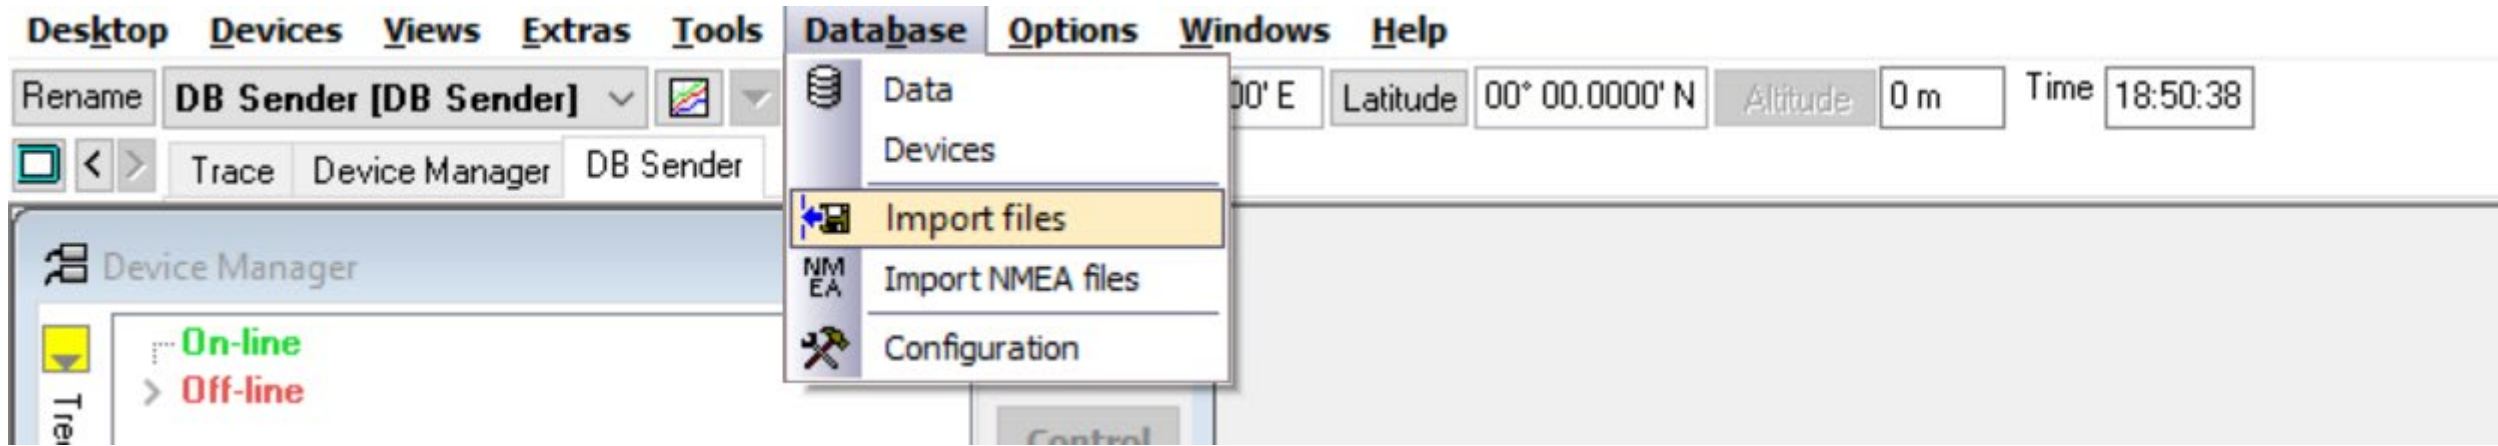 Desktop Devices Views Extras Tools Database Options Windows Help
Rename DB Sender [DB Sender] 00' E Latitude 00° 00.0000' N Altitude 0 m Time 18:50:38
Trace Device Manager DB Sender
Data
Devices
Import files
NM
EA Import NMEA files
Configuration
Device Manager
On-line
Off-line
Control